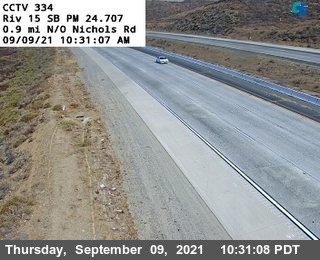 CCTV 334
Riv 15 SB PM 24.707
0.9 mi N/O Nichols Rd
09/09/21 10:31:07 AM
Thursday, September 09, 2021 10:31:08 PDT